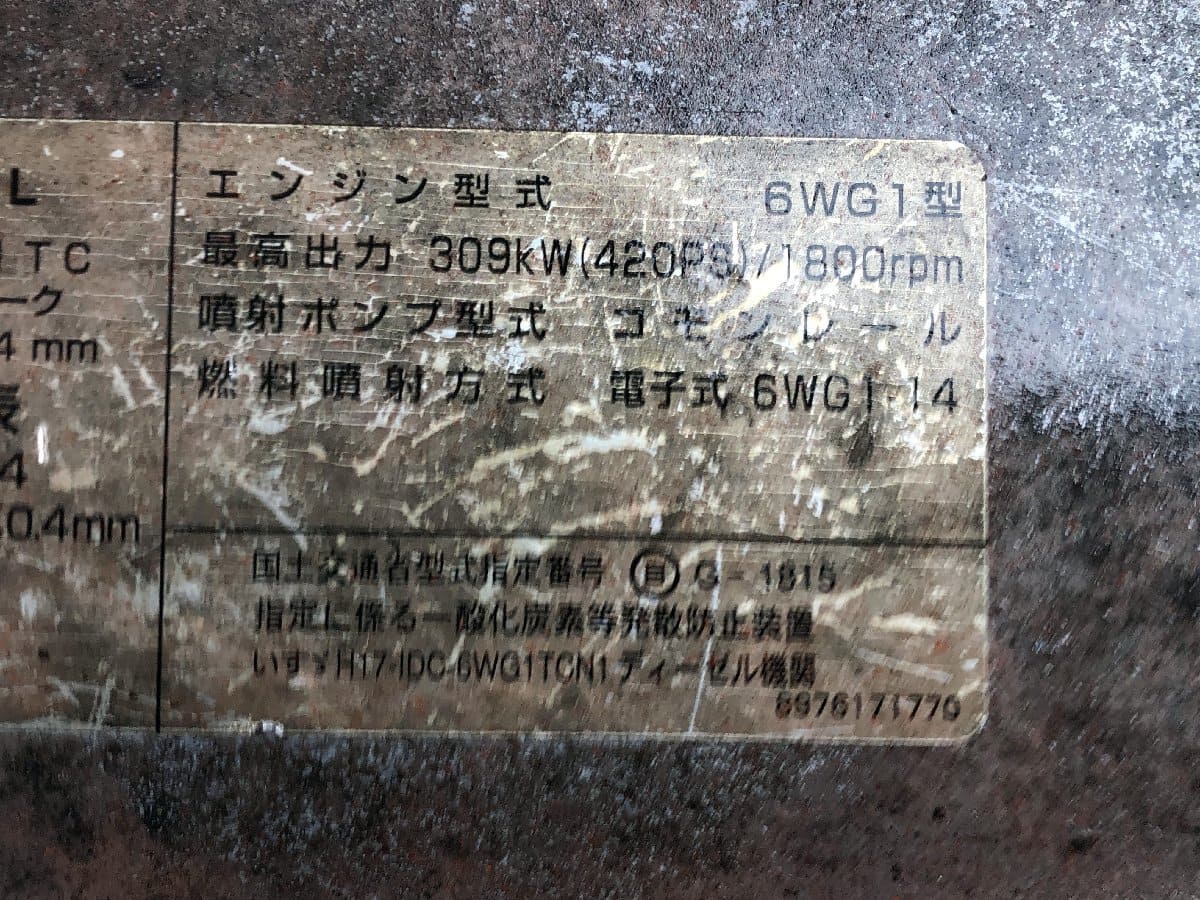 L
TC
ーク
4 mm
長
4
0.4mm
エンジン型式 6WG1型
最高出力 309kW(420PS)/1800rpm
噴射ポンプ型式 コモンレール
燃料噴射方式 電子式 6WG1-14
国土交通省型式指定番号 自 G-1815
指定に係る一酸化炭素等発散防止装置
いすゞH17-IDC-6WG1TCN1ディーゼル機関
8976171770